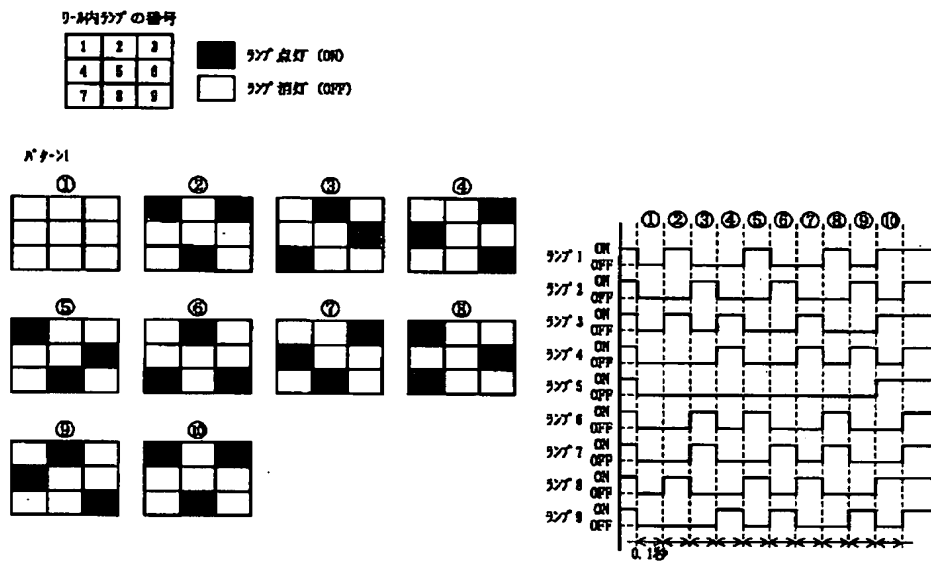 リール内ランプの番号
1 2 3
4 5 6
7 8 9
ランプ点灯 (ON)
ランプ消灯 (OFF)
パターン1
① ② ③ ④
⑤ ⑥ ⑦ ⑧
⑨ ⑩
① ② ③ ④ ⑤ ⑥ ⑦ ⑧ ⑨ ⑩
ランプ1 ON
OFF
ランプ2 ON
OFF
ランプ3 ON
OFF
ランプ4 ON
OFF
ランプ5 ON
OFF
ランプ6 ON
OFF
ランプ7 ON
OFF
ランプ8 ON
OFF
ランプ9 ON
OFF
0.1秒